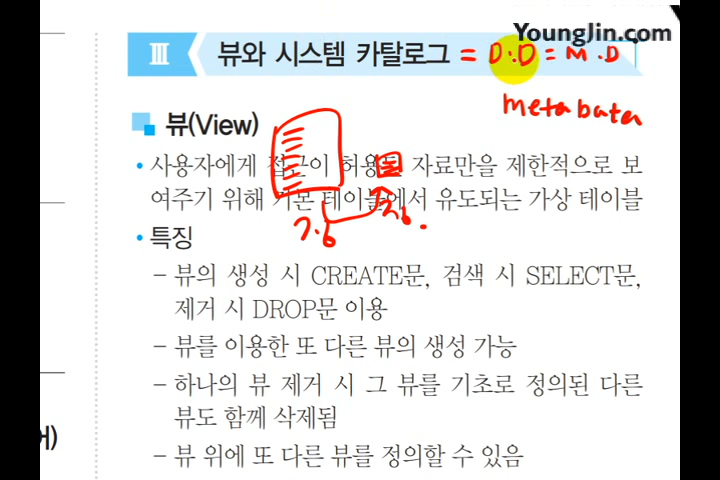 YoungJin.com
Ⅲ 뷰와 시스템 카탈로그 = D.D = M.D
Meta Data
뷰(View)
• 사용자에게 접근이 허용된 자료만을 제한적으로 보
여주기 위해 기본 테이블에서 유도되는 가상 테이블
• 특징
– 뷰의 생성 시 CREATE문, 검색 시 SELECT문,
제거 시 DROP문 이용
– 뷰를 이용한 또 다른 뷰의 생성 가능
– 하나의 뷰 제거 시 그 뷰를 기초로 정의된 다른
뷰도 함께 삭제됨
– 뷰 위에 또 다른 뷰를 정의할 수 있음